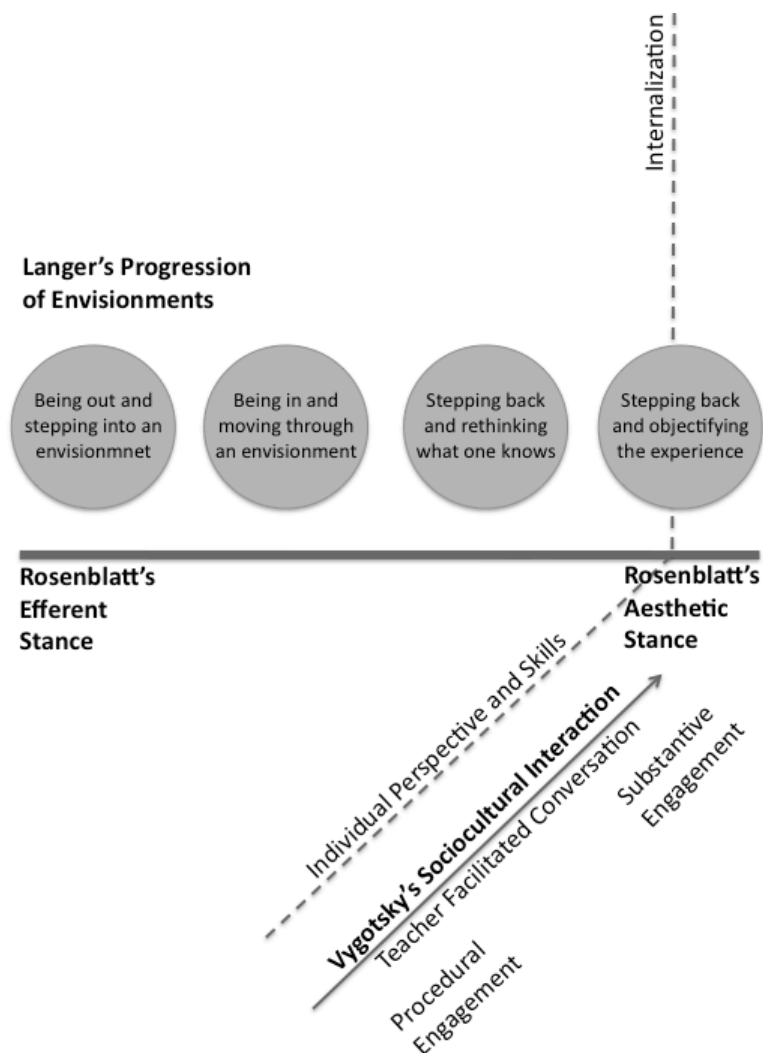 Internalization
Langer's Progression
of Envisionments
Being out and
stepping into an
envisionmnet
Being in and
moving through
an envisionment
Stepping back
and rethinking
what one knows
Stepping back
and objectifying
the experience
Rosenblatt's
Efferent
Stance
Rosenblatt's
Aesthetic
Stance
Individual Perspective and Skills
Vygotsky's Sociocultural Interaction
Teacher Facilitated Conversation
Substantive
Engagement
Procedural
Engagement